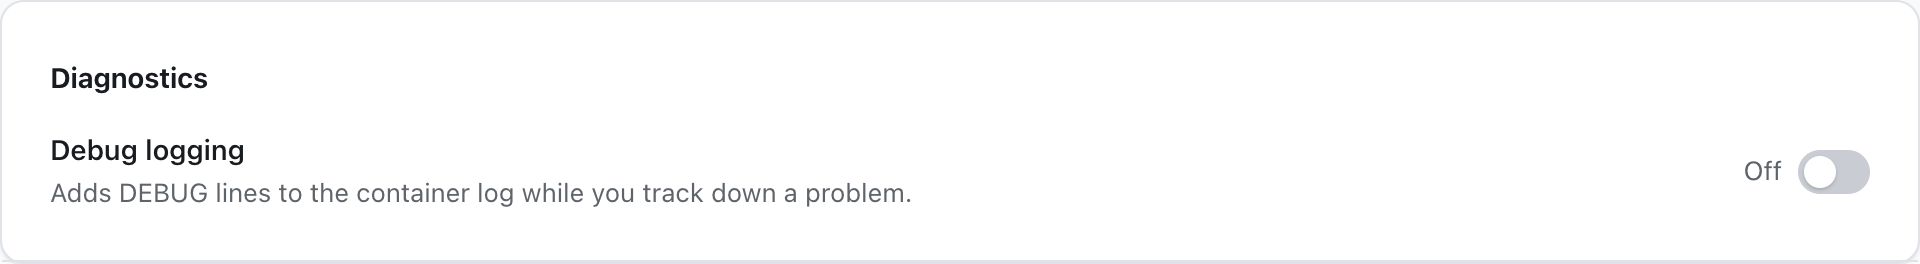 Diagnostics
Debug logging
Adds DEBUG lines to the container log while you track down a problem.
Off